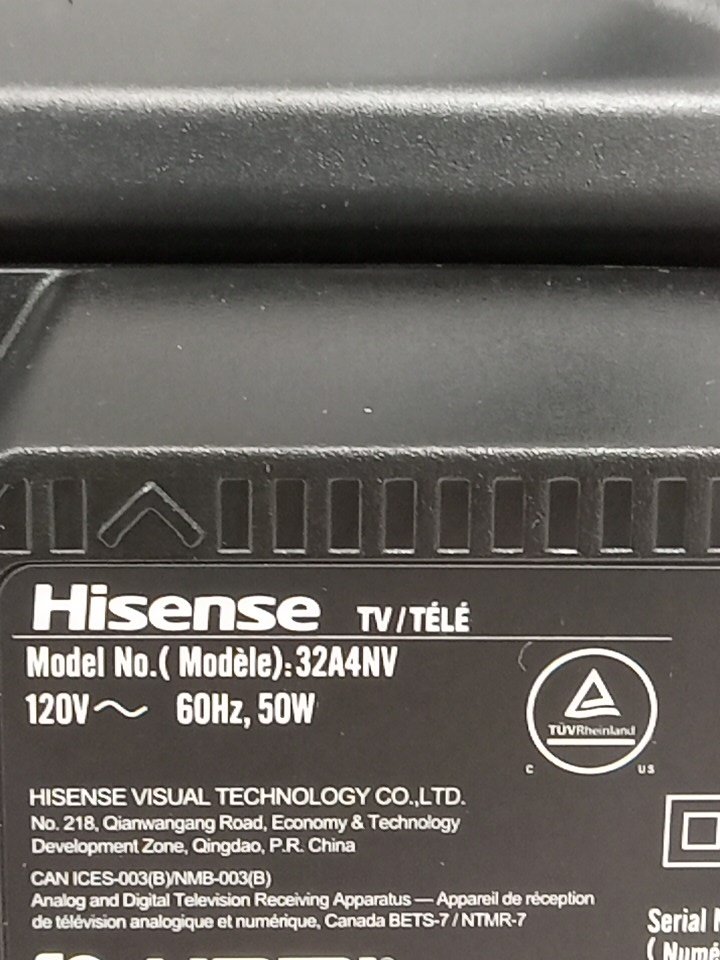 Hisense TV/TÉLÉ
Model No.( Modèle):32A4NV
120V～ 60Hz, 50W
TÜVRheinland
C US
HISENSE VISUAL TECHNOLOGY CO.,LTD.
No. 218, Qianwangang Road, Economy & Technology
Development Zone, Qingdao, P.R. China
CAN ICES-003(B)/NMB-003(B)
Analog and Digital Television Receiving Apparatus — Appareil de réception
de télévision analogique et numérique, Canada BETS-7 / NTMR-7
Serial